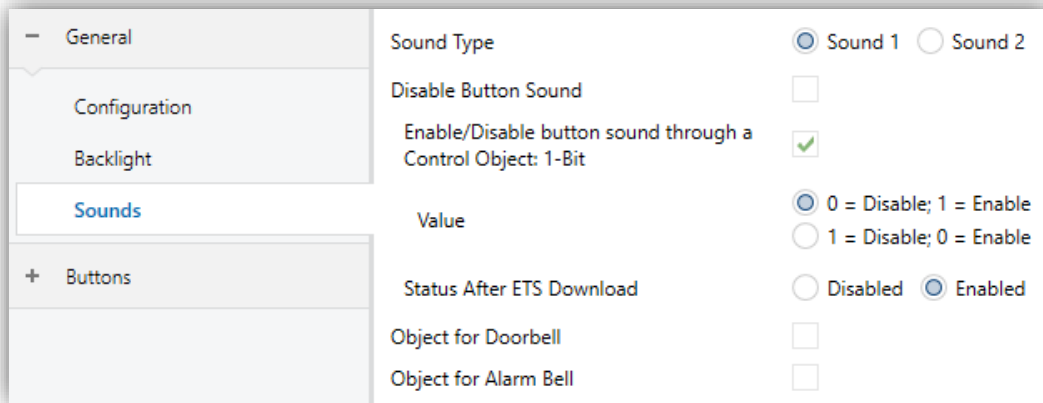 General
Configuration
Backlight
Sounds
Buttons
Sound Type
Sound 1 Sound 2
Disable Button Sound
Enable/Disable button sound through a
Control Object: 1-Bit
Value
0 = Disable; 1 = Enable
1 = Disable; 0 = Enable
Status After ETS Download
Disabled Enabled
Object for Doorbell
Object for Alarm Bell